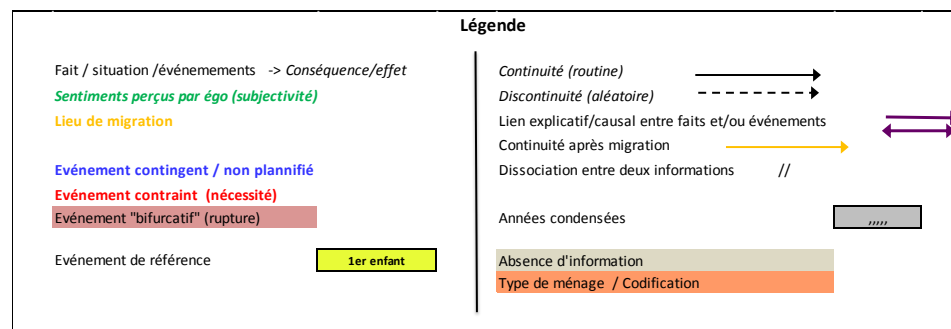 Légende
Fait / situation /événemements -> Conséquence/effet
Sentiments perçus par égo (subjectivité)
Lieu de migration
Evénement contingent / non plannifié
Evénement contraint (nécessité)
Evénement "bifurcatif" (rupture)
Evénement de référence
1er enfant
Continuité (routine)
Discontinuité (aléatoire)
Lien explicatif/causal entre faits et/ou événements
Continuité après migration
Dissociation entre deux informations //
Années condensées
,,,,,
Absence d'information
Type de ménage / Codification